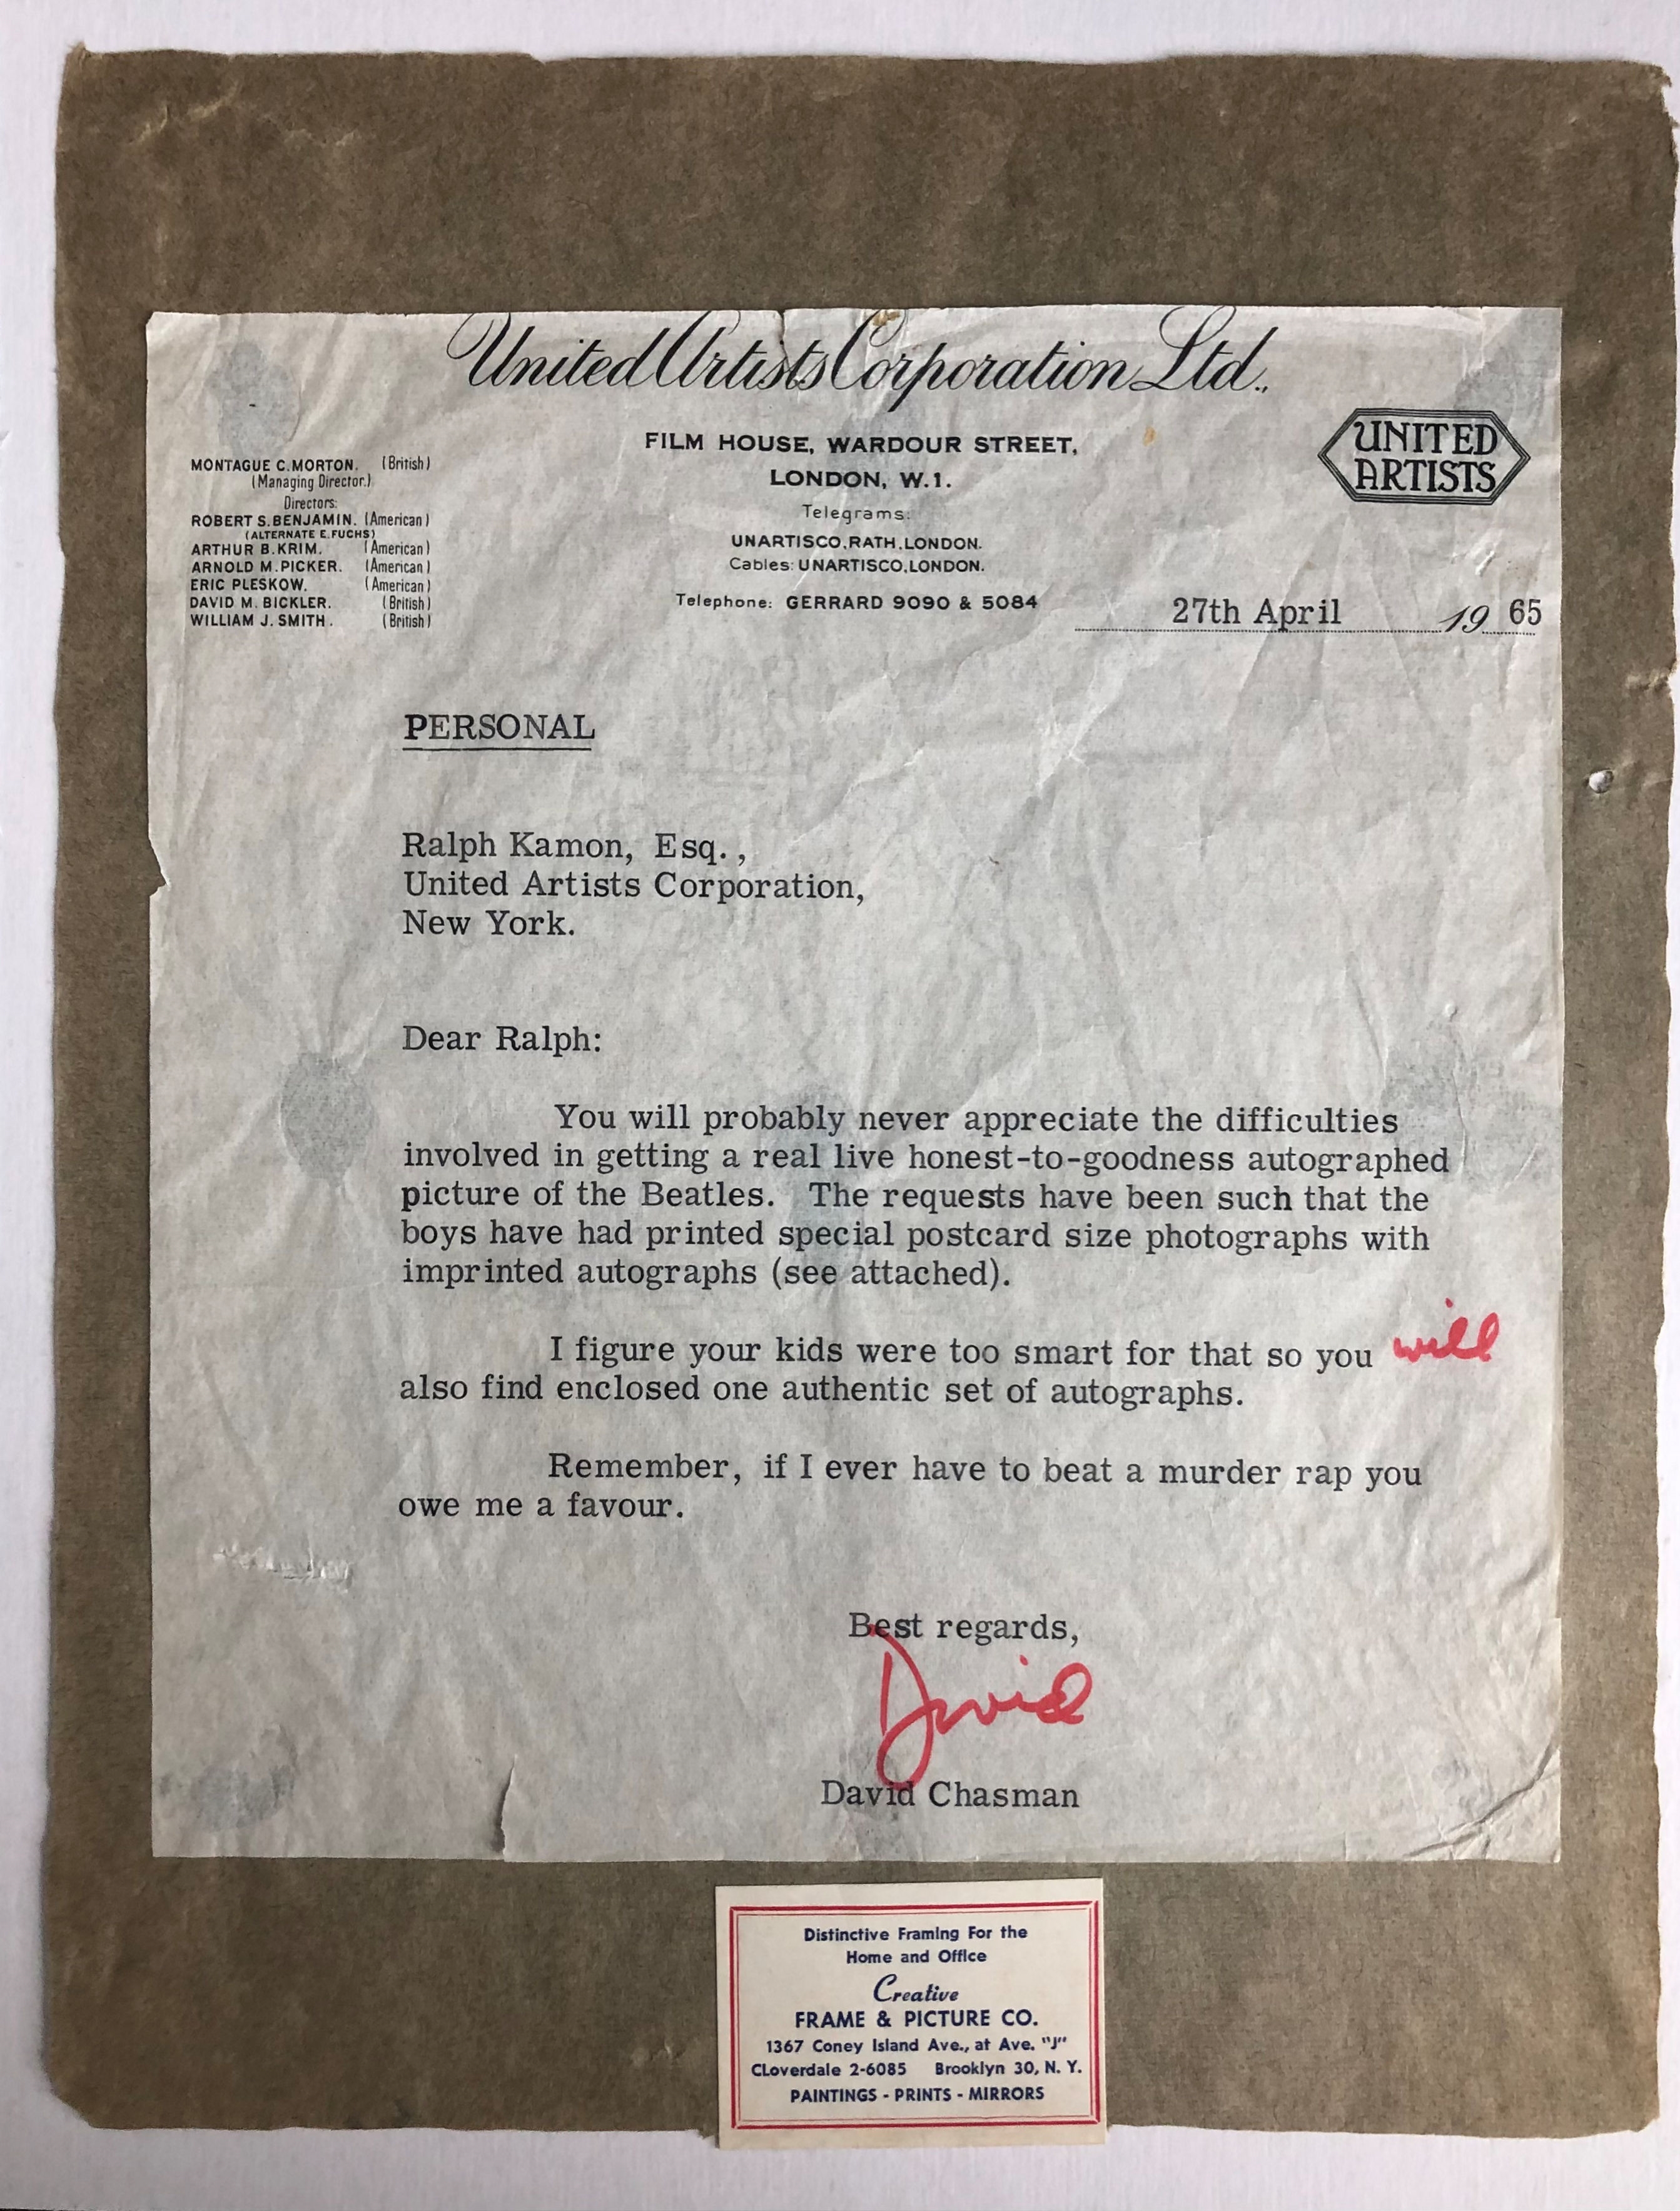 United Artists Corporation Ltd.,
FILM HOUSE, WARDOUR STREET,
LONDON, W.1.
Telegrams:
UNARTISCO, RATH, LONDON.
Cables: UNARTISCO, LONDON.
Telephone: GERRARD 9090 & 5084
MONTAGUE C. MORTON. (British)
(Managing Director.)
Directors:
ROBERT S. BENJAMIN. (American)
(ALTERNATE E. FUCHS)
ARTHUR B. KRIM. (American)
ARNOLD M. PICKER. (American)
ERIC PLESKOW. (American)
DAVID M. BICKLER. (British)
WILLIAM J. SMITH. (British)
UNITED
ARTISTS
27th April 19 65
PERSONAL
Ralph Kamon, Esq.,
United Artists Corporation,
New York.
Dear Ralph:
You will probably never appreciate the difficulties
involved in getting a real live honest-to-goodness autographed
picture of the Beatles. The requests have been such that the
boys have had printed special postcard size photographs with
imprinted autographs (see attached).
I figure your kids were too smart for that so you will
also find enclosed one authentic set of autographs.
Remember, if I ever have to beat a murder rap you
owe me a favour.
Best regards,
David
David Chasman
Distinctive Framing For the
Home and Office
Creative
FRAME & PICTURE CO.
1367 Coney Island Ave., at Ave. "J"
CLoverdale 2-6085 Brooklyn 30, N. Y.
PAINTINGS - PRINTS - MIRRORS